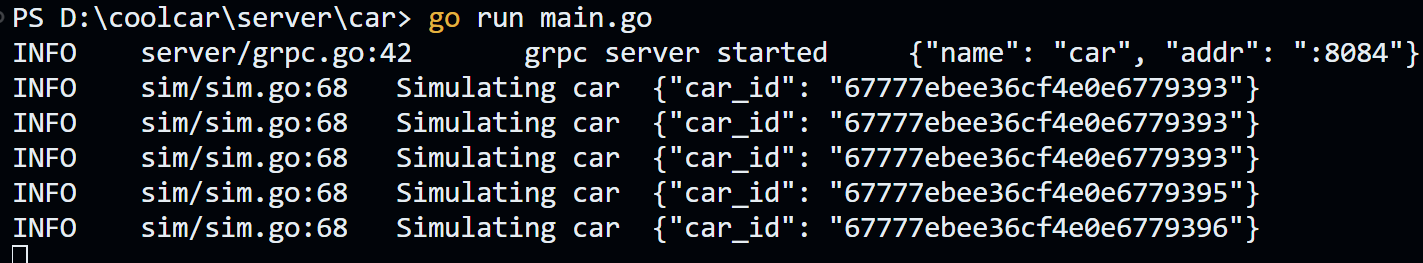 PS D:\coolcar\server\car> go run main.go
INFO    server/grpc.go:42       grpc server started     {"name": "car", "addr": ":8084"}
INFO    sim/sim.go:68   Simulating car  {"car_id": "67777ebee36cf4e0e6779393"}
INFO    sim/sim.go:68   Simulating car  {"car_id": "67777ebee36cf4e0e6779393"}
INFO    sim/sim.go:68   Simulating car  {"car_id": "67777ebee36cf4e0e6779393"}
INFO    sim/sim.go:68   Simulating car  {"car_id": "67777ebee36cf4e0e6779395"}
INFO    sim/sim.go:68   Simulating car  {"car_id": "67777ebee36cf4e0e6779396"}